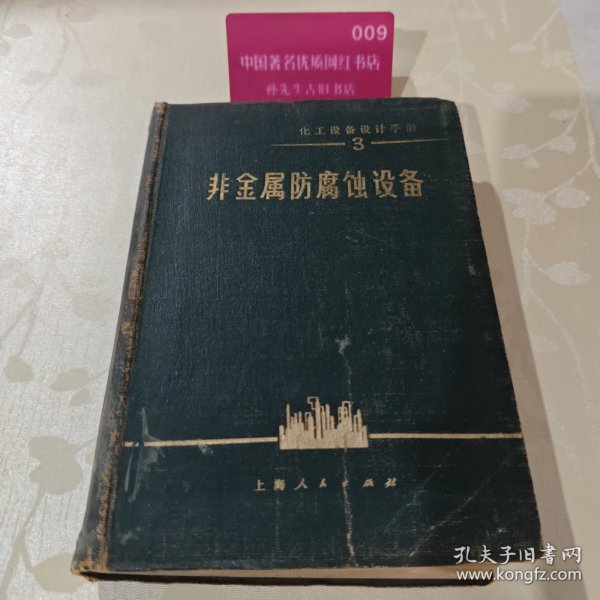 009
中国著名优质网红书店
孙先生古旧书店
化工设备设计手册
3
非金属防腐蚀设备
上海人民出版社
孔夫子旧书网
www.kongfz.com